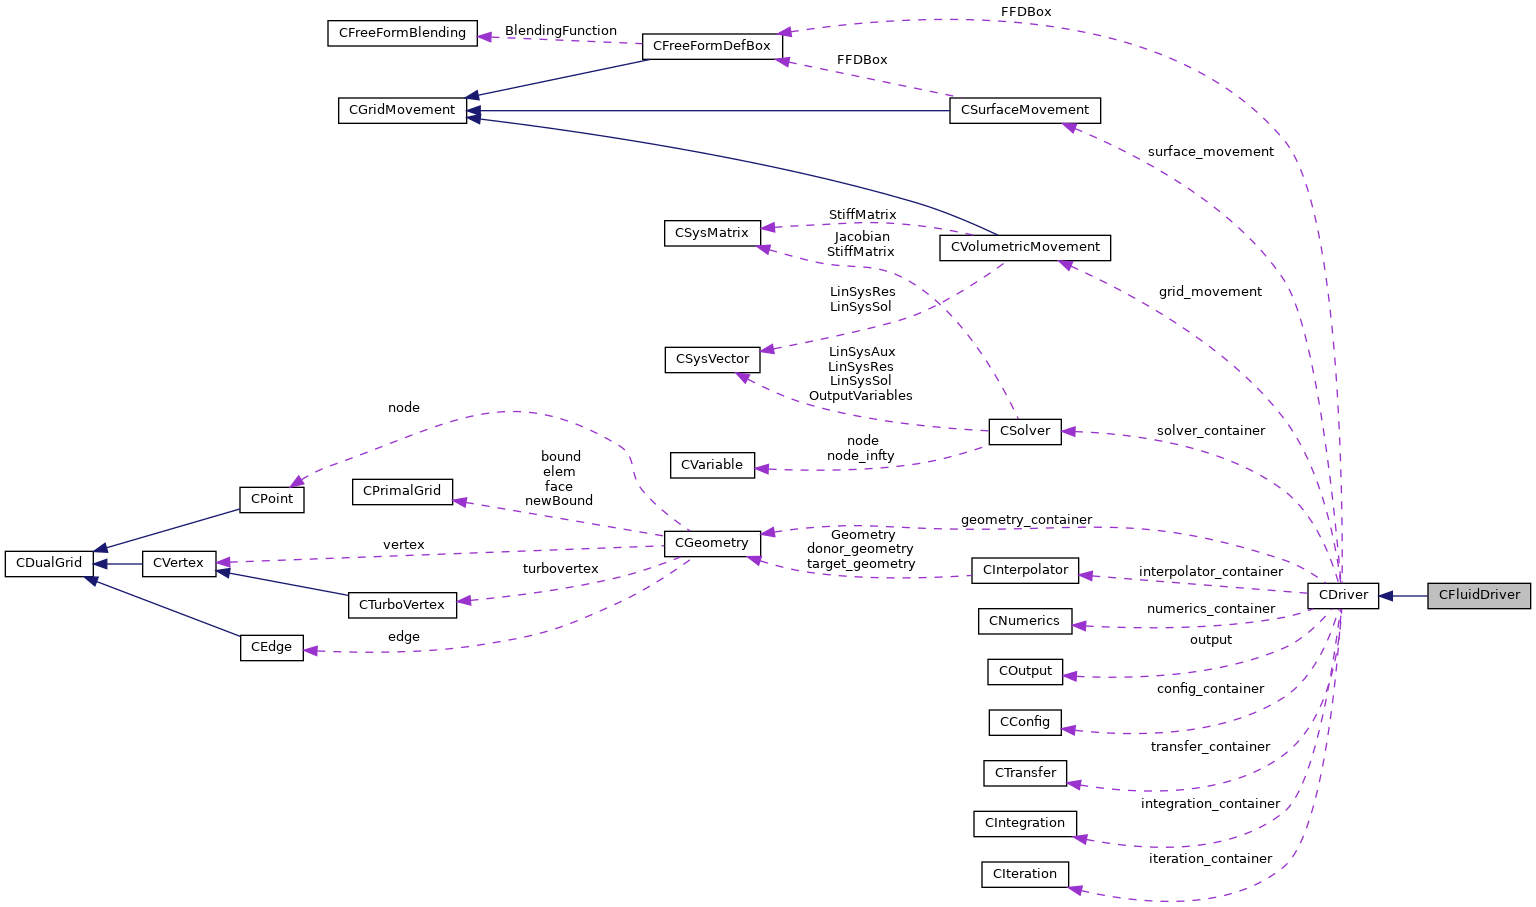 FFDBox
CFreeFormBlending
BlendingFunction
CFreeFormDefBox
FFDBox
CGridMovement
CSurfaceMovement
surface_movement
StiffMatrix
CSysMatrix
Jacobian
StiffMatrix
CVolumetricMovement
LinSysRes
LinSysSol
grid_movement
CSysVector
LinSysAux
LinSysRes
LinSysSol
OutputVariables
node
CSolver
solver_container
node
node_infty
CVariable
bound
elem
face
newBound
CPrimalGrid
CPoint
geometry_container
CGeometry
Geometry
donor_geometry
target_geometry
vertex
CDualGrid
CVertex
turbovertex
CInterpolator
interpolator_container
CDriver
CFluidDriver
CTurboVertex
numerics_container
CNumerics
edge
CEdge
output
COutput
config_container
CConfig
transfer_container
CTransfer
integration_container
CIntegration
iteration_container
CIteration